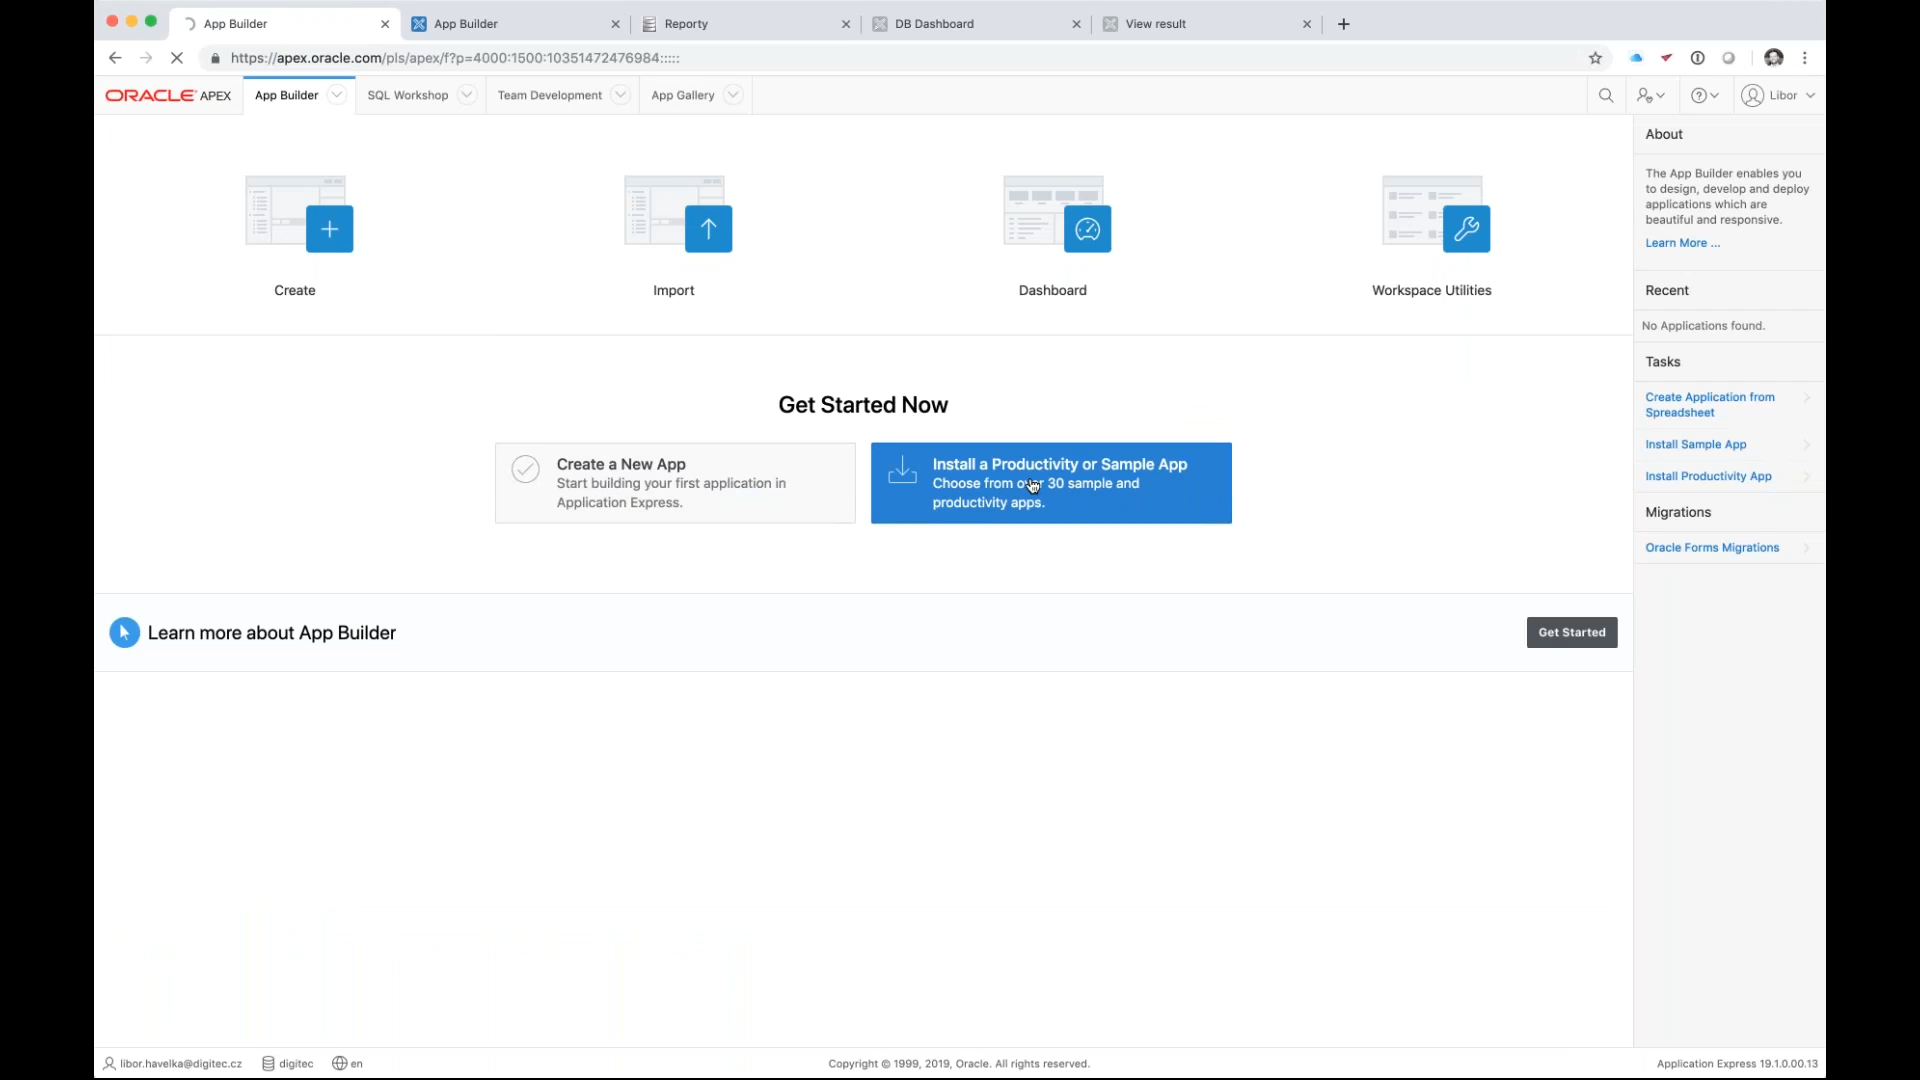 App Builder
App Builder
Reporty
DB Dashboard
View result
https://apex.oracle.com/pls/apex/f?p=4000:1500:10351472476984:::::
ORACLE APEX
App Builder
SQL Workshop
Team Development
App Gallery
Libor
Create
Import
Dashboard
Workspace Utilities
Get Started Now
Create a New App
Start building your first application in
Application Express.
Install a Productivity or Sample App
Choose from over 30 sample and
productivity apps.
Learn more about App Builder
Get Started
About
The App Builder enables you
to design, develop and deploy
applications which are
beautiful and responsive.
Learn More ...
Recent
No Applications found.
Tasks
Create Application from
Spreadsheet
Install Sample App
Install Productivity App
Migrations
Oracle Forms Migrations
libor.havelka@digitec.cz
digitec
en
Copyright © 1999, 2019, Oracle. All rights reserved.
Application Express 19.1.0.00.13